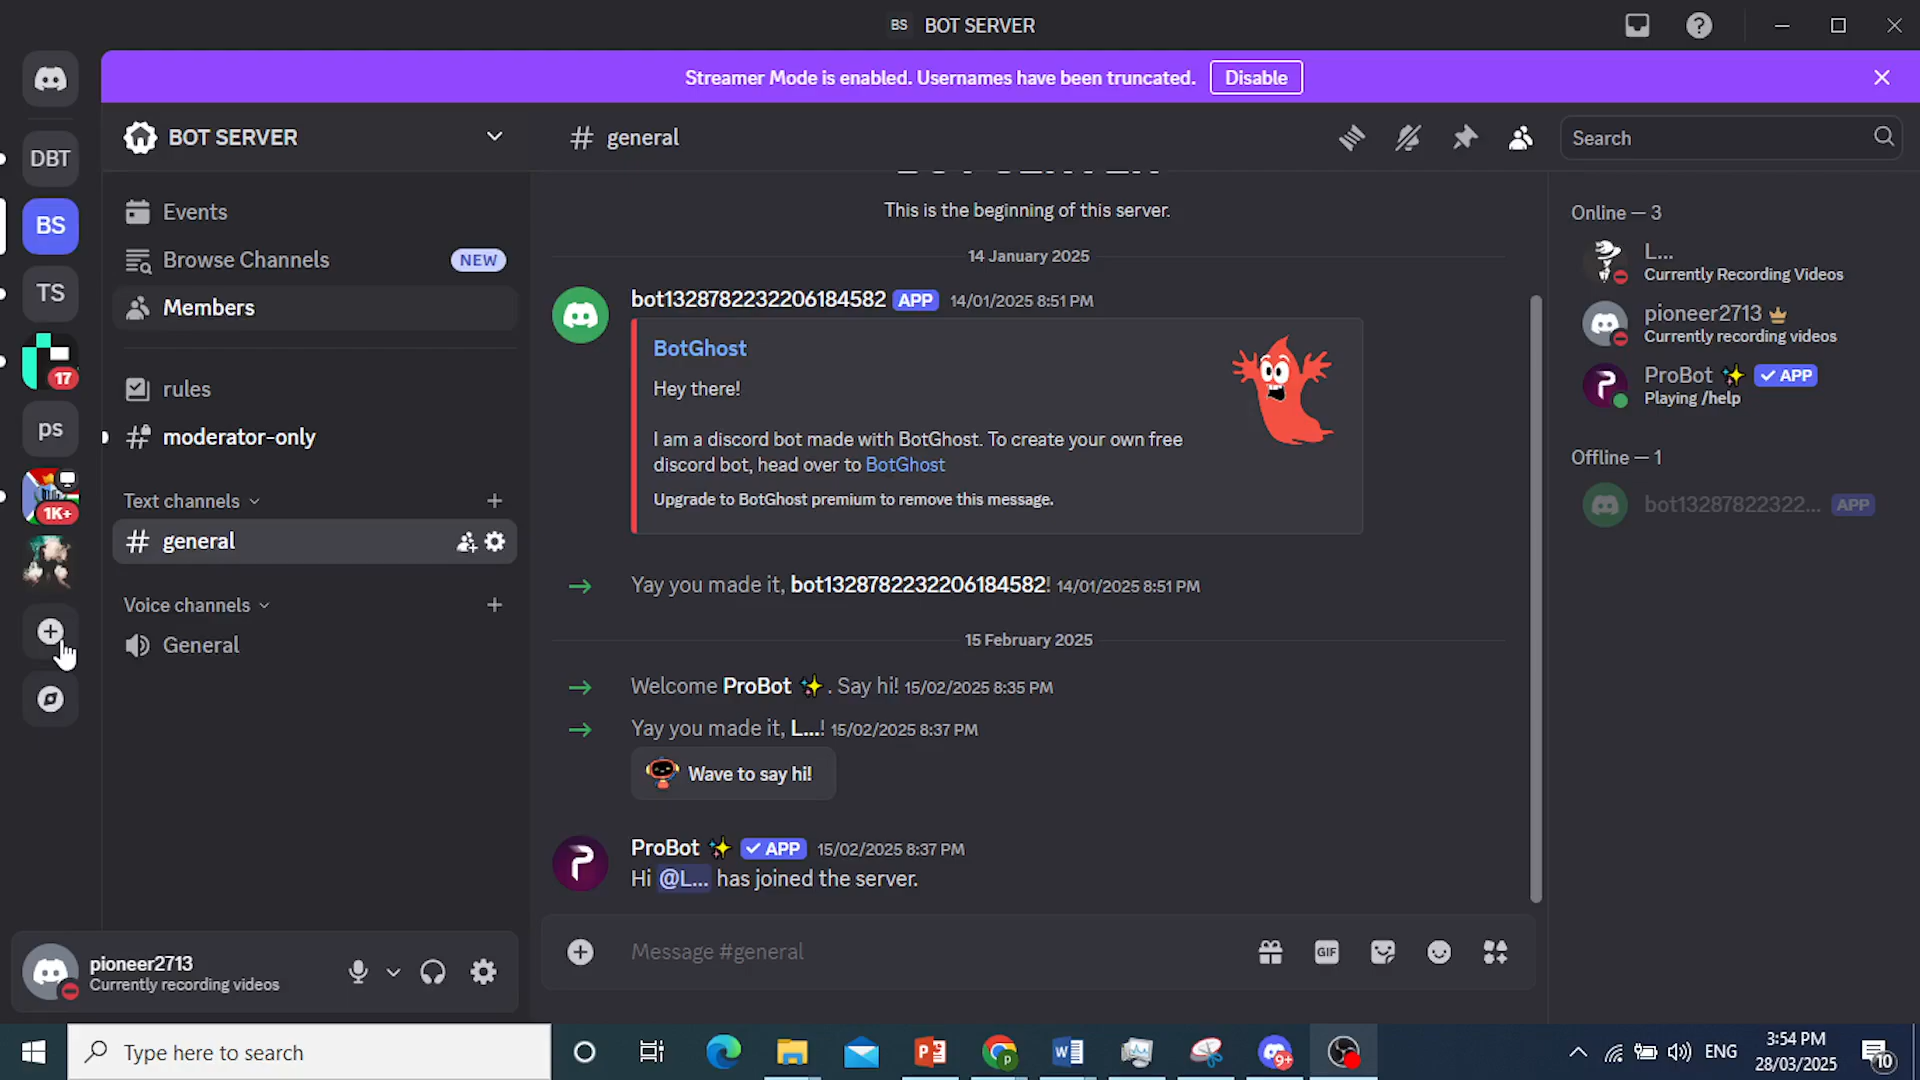 BS BOT SERVER
Streamer Mode is enabled. Usernames have been truncated. Disable
DBT
BS
TS
17
ps
1K+
BOT SERVER
Events
Browse Channels NEW
Members
rules
moderator-only
Text channels
general
Voice channels
General
pioneer2713
Currently recording videos
# general
Search
This is the beginning of this server.
14 January 2025
bot1328782232206184582 APP 14/01/2025 8:51 PM
BotGhost
Hey there!
I am a discord bot made with BotGhost. To create your own free
discord bot, head over to BotGhost
Upgrade to BotGhost premium to remove this message.
Yay you made it, bot1328782232206184582! 14/01/2025 8:51 PM
15 February 2025
Welcome ProBot ✨. Say hi! 15/02/2025 8:35 PM
Yay you made it, L...! 15/02/2025 8:37 PM
Wave to say hi!
ProBot ✨ ✓ APP 15/02/2025 8:37 PM
Hi @L... has joined the server.
Message #general
GIF
Online — 3
L...
Currently Recording Videos
pioneer2713
Currently recording videos
ProBot ✨ ✓ APP
Playing /help
Offline — 1
bot13287822322... APP
Type here to search
9+
ENG
3:54 PM
28/03/2025
10